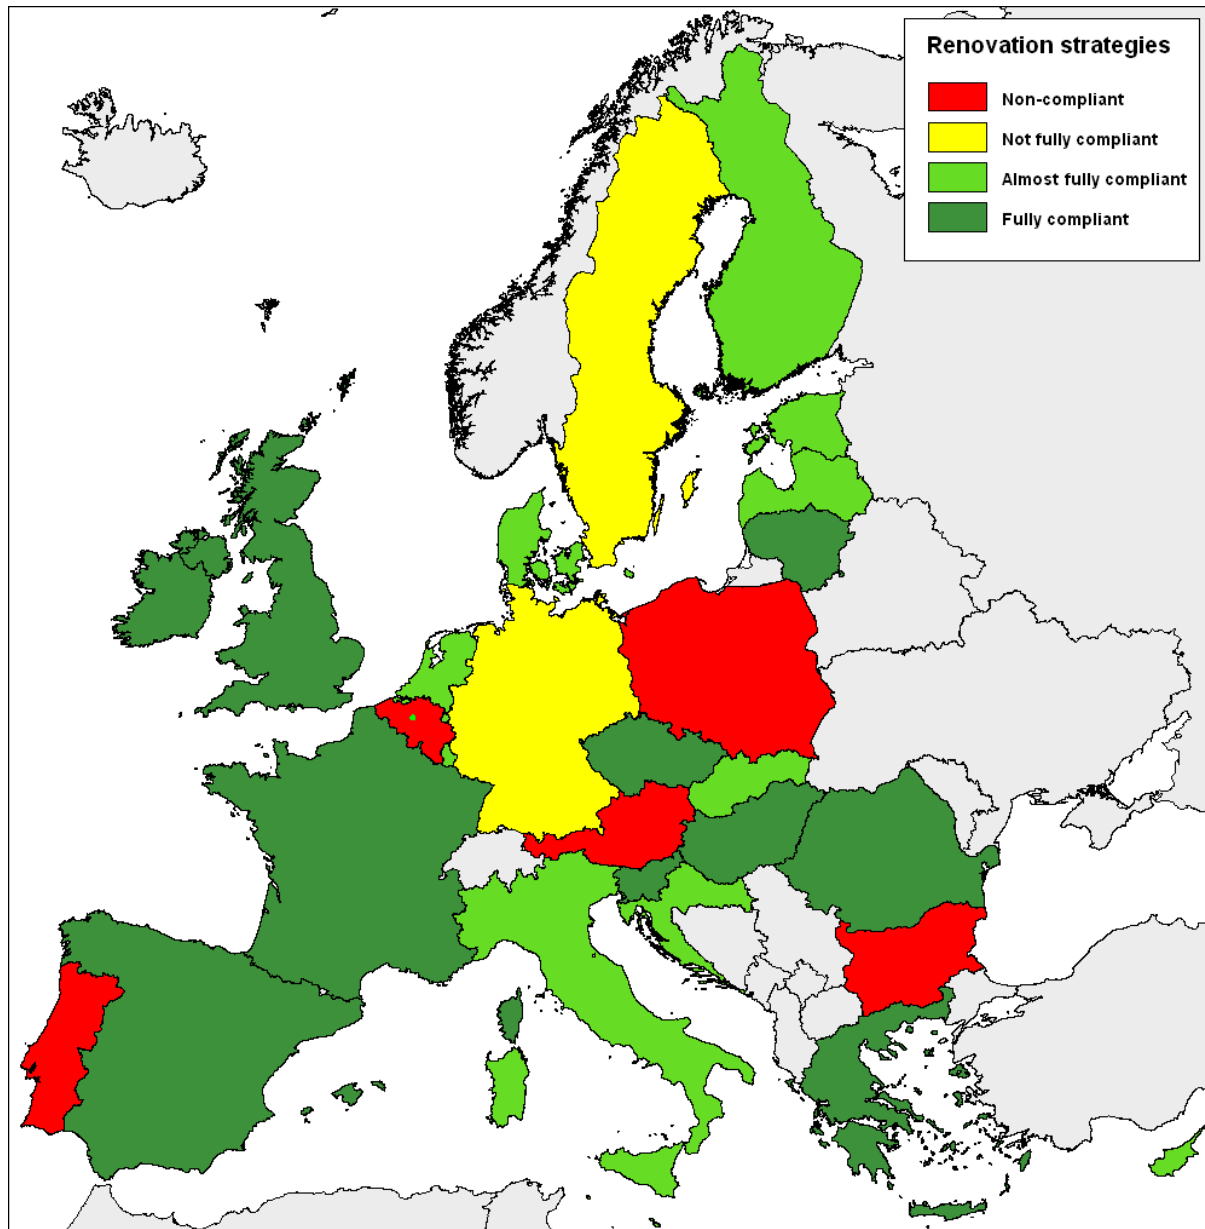 Renovation strategies
Non-compliant
Not fully compliant
Almost fully compliant
Fully compliant